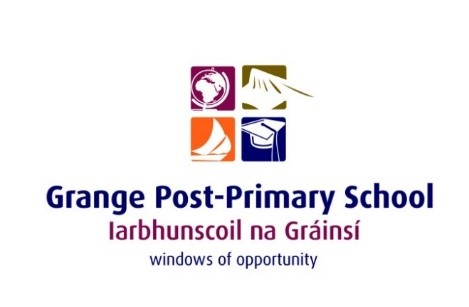 Grange Post-Primary School
Iarbhunscoil na Gráinsí
windows of opportunity